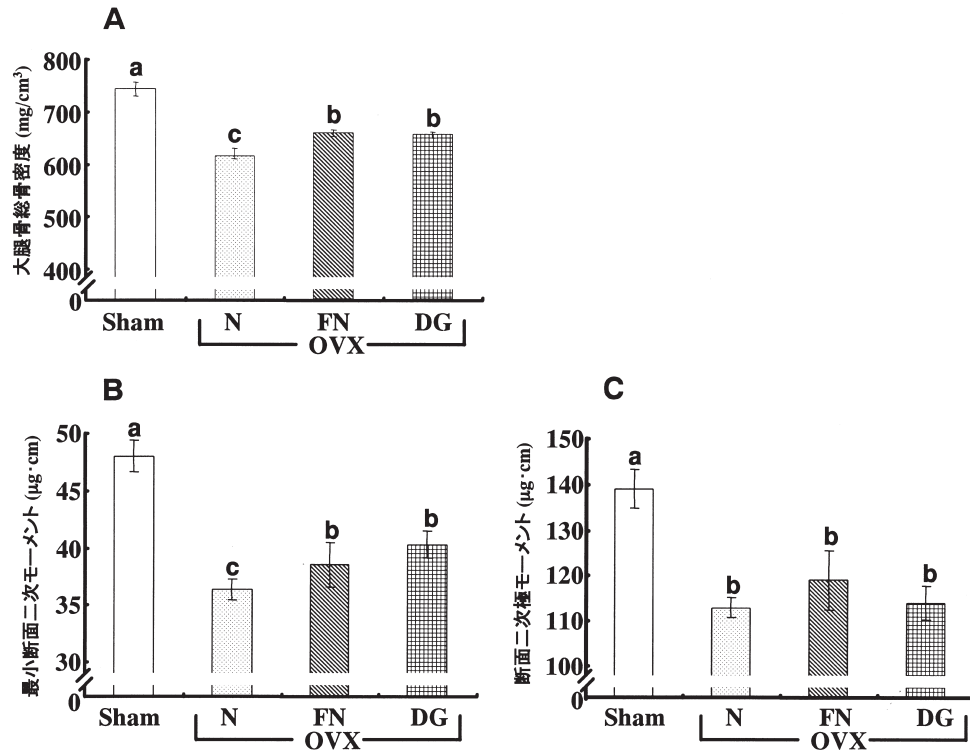 A
大腿骨総骨密度 (mg/cm³)
800
700
600
500
400
0
a
c
b
b
Sham
N
FN
DG
OVX
B
最小断面二次モーメント (μg·cm)
50
45
40
35
30
0
a
c
b
b
Sham
N
FN
DG
OVX
C
断面二次極モーメント (μg·cm)
150
140
130
120
110
100
0
a
b
b
b
Sham
N
FN
DG
OVX